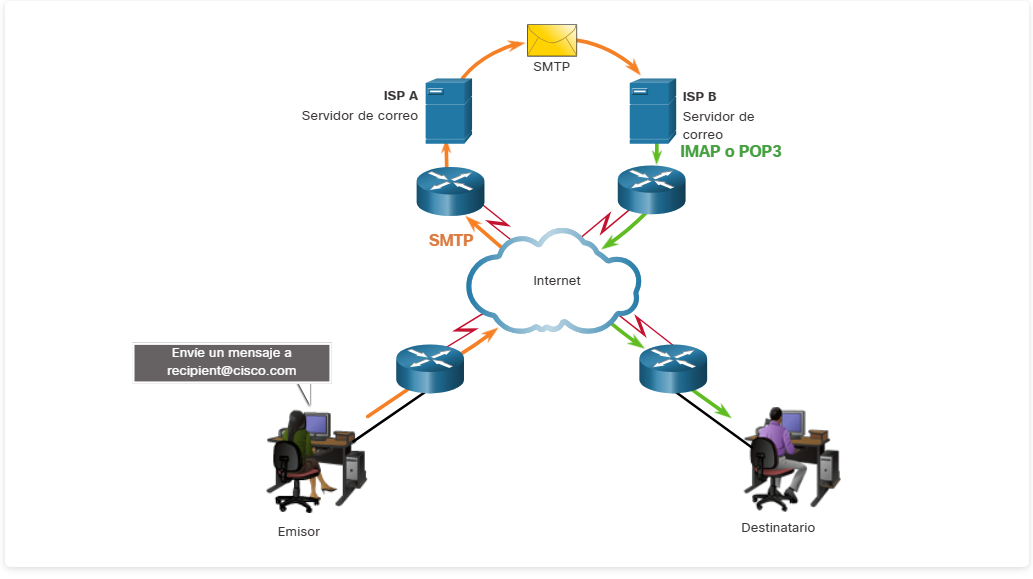 SMTP
ISP A
Servidor de correo
ISP B
Servidor de
correo
IMAP o POP3
SMTP
Internet
Envíe un mensaje a
recipient@cisco.com
Emisor
Destinatario